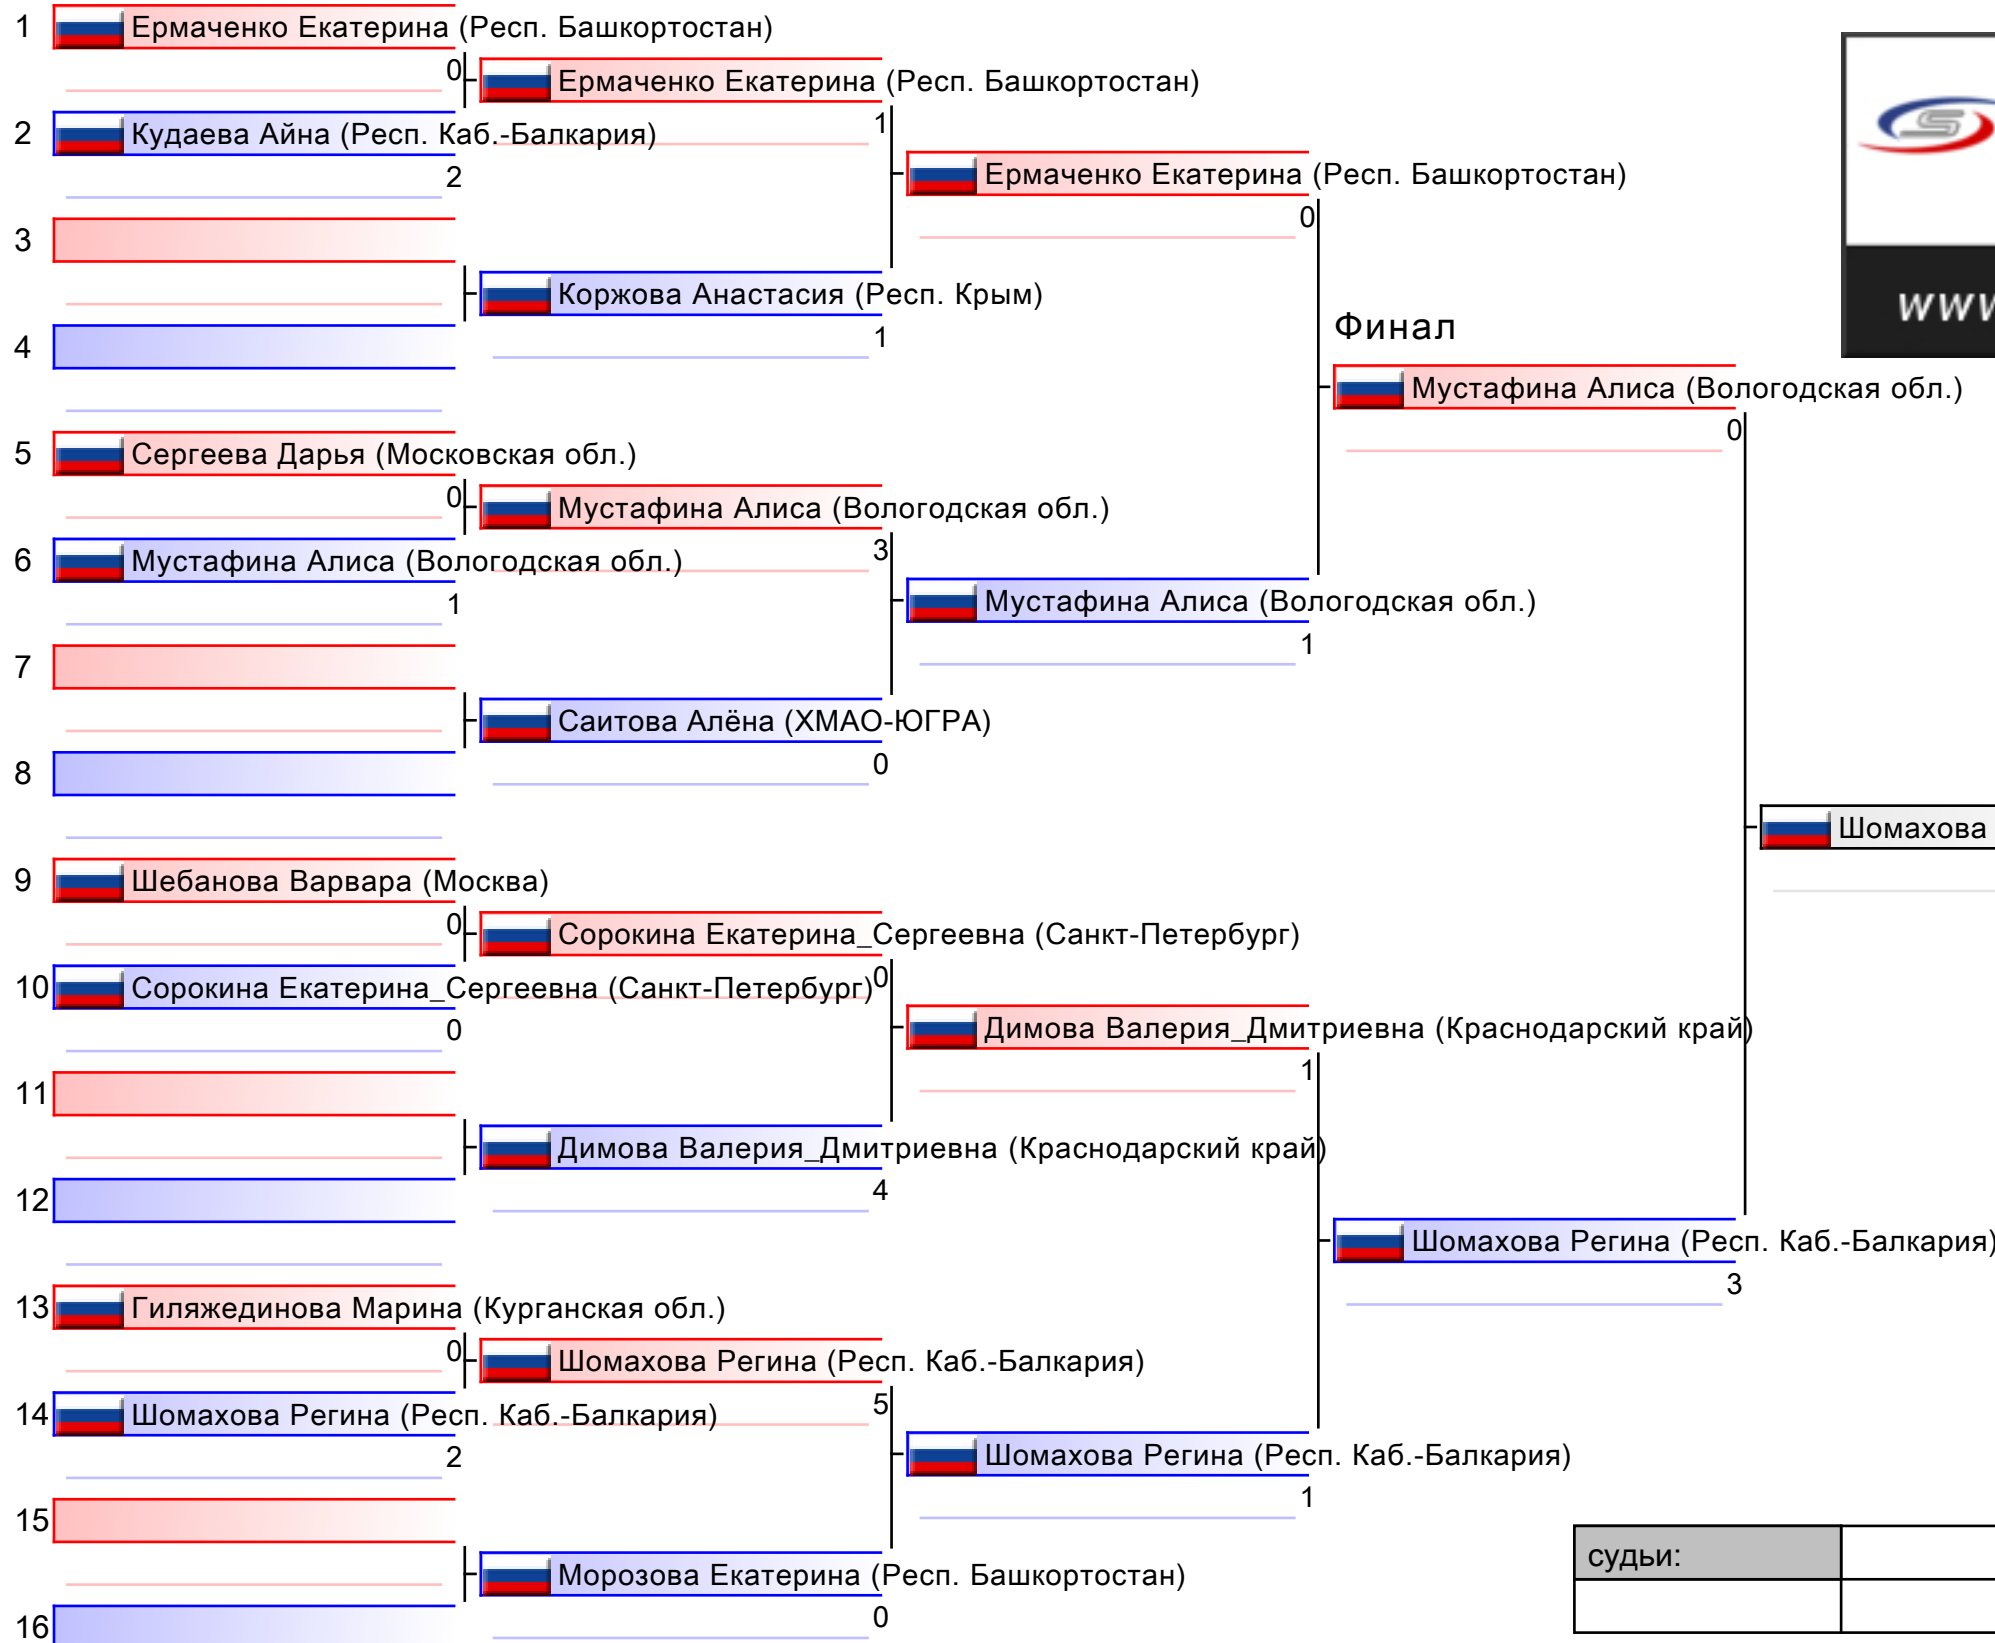 1 Ермаченко Екатерина (Респ. Башкортостан)
0 Ермаченко Екатерина (Респ. Башкортостан)
2 Кудаева Айна (Респ. Каб.-Балкария) 1
Ермаченко Екатерина (Респ. Башкортостан)
2
0
3
Коржова Анастасия (Респ. Крым)
www
Финал
1
4
Мустафина Алиса (Вологодская обл.)
0
5 Сергеева Дарья (Московская обл.)
0 Мустафина Алиса (Вологодская обл.)
3
6 Мустафина Алиса (Вологодская обл.)
1 Мустафина Алиса (Вологодская обл.)
1
7
Саитова Алёна (ХМАО-ЮГРА)
0
8
Шомахова
9 Шебанова Варвара (Москва)
0 Сорокина Екатерина_Сергеевна (Санкт-Петербург)
10 Сорокина Екатерина_Сергеевна (Санкт-Петербург) 0
0 Димова Валерия_Дмитриевна (Краснодарский край)
1
11
Димова Валерия_Дмитриевна (Краснодарский край)
4
12
Шомахова Регина (Респ. Каб.-Балкария)
3
13 Гиляжединова Марина (Курганская обл.)
0 Шомахова Регина (Респ. Каб.-Балкария)
5
14 Шомахова Регина (Респ. Каб.-Балкария)
2 Шомахова Регина (Респ. Каб.-Балкария)
1
15
судьи:
Морозова Екатерина (Респ. Башкортостан)
0
16